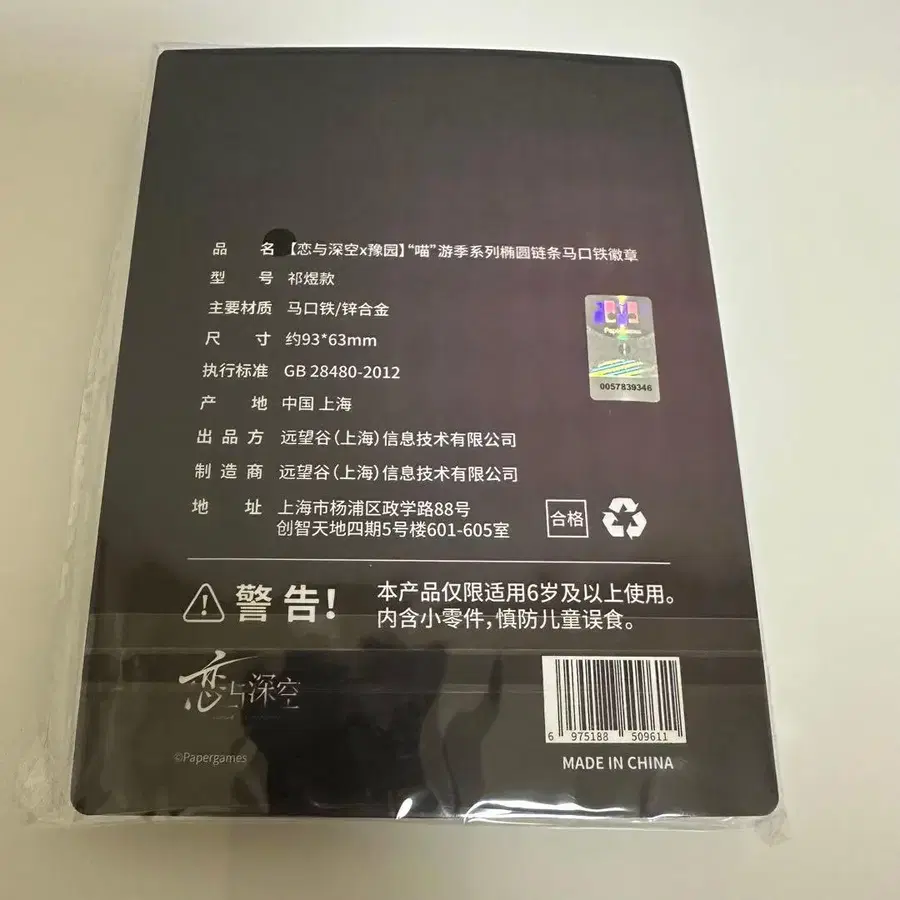 品 名 【恋与深空x豫园】“喵”游季系列椭圆链条马口铁徽章
型 号 祁煜款
主要材质 马口铁/锌合金
尺 寸 约93*63mm
执行标准 GB 28480-2012
产 地 中国 上海
出品方 远望谷(上海)信息技术有限公司
制造商 远望谷(上海)信息技术有限公司
地 址 上海市杨浦区政学路88号
创智天地四期5号楼601-605室
合格
Papergames
0057839346
警告!
本产品仅限适用6岁及以上使用。
内含小零件,慎防儿童误食。
恋与深空
©Papergames
6 975188 509611
MADE IN CHINA